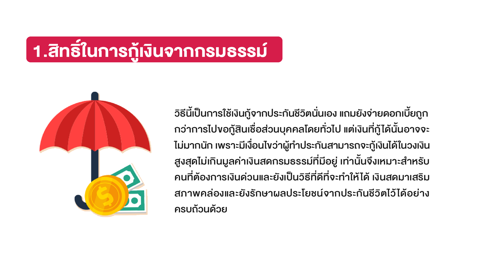 1.สิทธิ์ในการกู้เงินจากกรมธรรม์
วิธีนี้เป็นการใช้เงินกู้จากประกันชีวิตนั่นเอง แถมยังจ่ายดอกเบี้ยถูก
กว่าการไปขอกู้สินเชื่อส่วนบุคคลโดยทั่วไป แต่เงินที่กู้ได้นั้นอาจจะ
ไม่มากนัก เพราะมีเงื่อนไขว่าผู้ทำประกันสามารถจะกู้เงินได้ในวงเงิน
สูงสุดไม่เกินมูลค่าเงินสดกรมธรรม์ที่มีอยู่ เท่านั้นจึงเหมาะสำหรับ
คนที่ต้องการเงินด่วนและยังเป็นวิธีที่ดีที่จะทำให้ได้ เงินสดมาเสริม
สภาพคล่องและยังรักษาผลประโยชน์จากประกันชีวิตไว้ได้อย่าง
ครบถ้วนด้วย